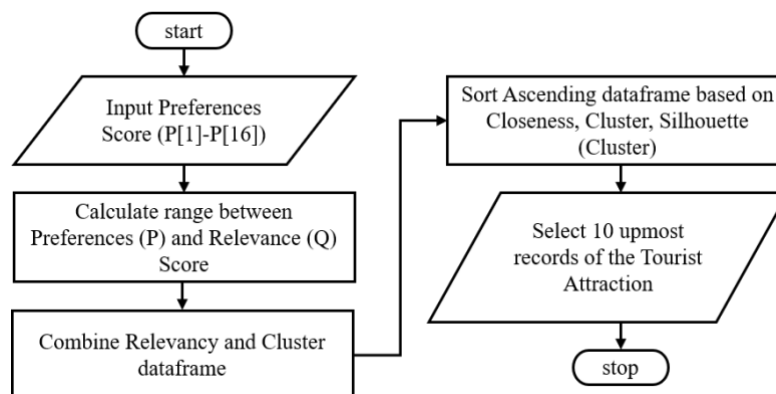 start
Input Preferences
Score (P[1]-P[16])
Calculate range between
Preferences (P) and Relevance (Q)
Score
Combine Relevancy and Cluster
dataframe
Sort Ascending dataframe based on
Closeness, Cluster, Silhouette
(Cluster)
Select 10 upmost
records of the Tourist
Attraction
stop